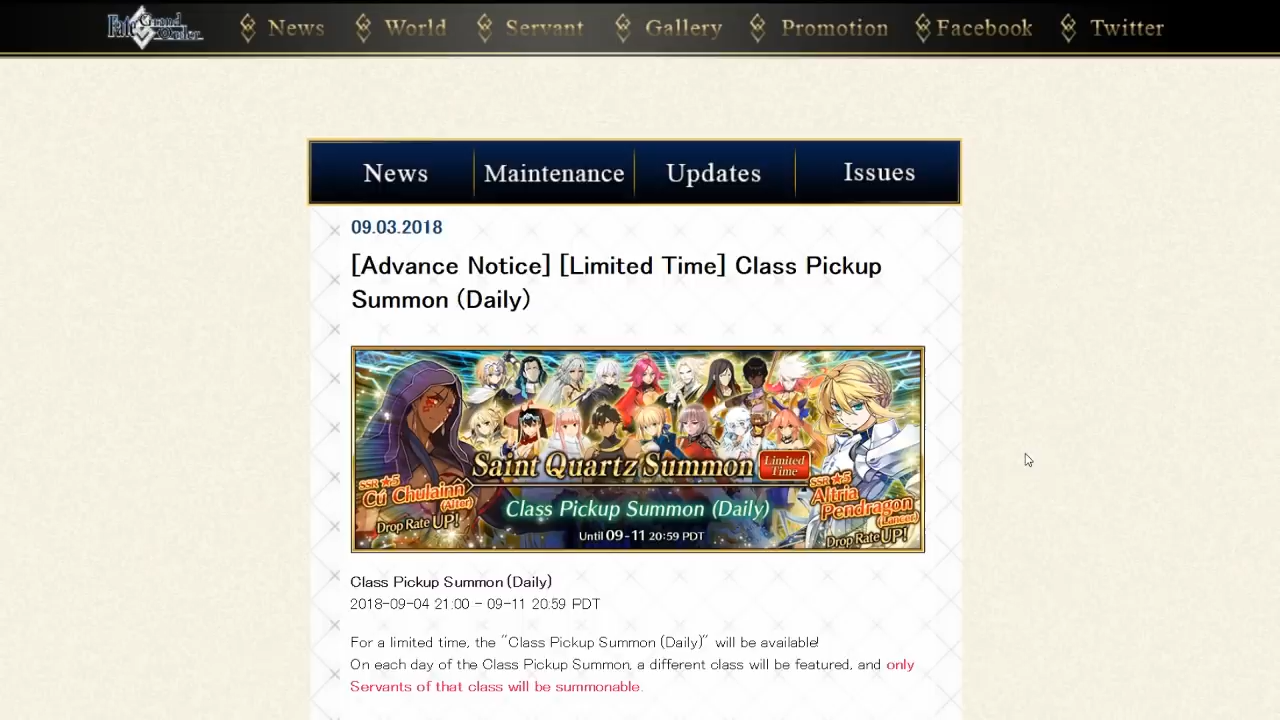 Fate Grand Order News World Servant Gallery Promotion Facebook Twitter
News Maintenance Updates Issues
09.03.2018
[Advance Notice] [Limited Time] Class Pickup
Summon (Daily)
Saint Quartz Summon
Limited
Time
SSR ★5
Cú Chulainn
(Alter)
Drop Rate UP!
Class Pickup Summon (Daily)
Until 09-11 20:59 PDT
SSR ★5
Altria
Pendragon
(Lancer)
Drop Rate UP!
Class Pickup Summon (Daily)
2018-09-04 21:00 - 09-11 20:59 PDT
For a limited time, the "Class Pickup Summon (Daily)" will be available!
On each day of the Class Pickup Summon, a different class will be featured, and only
Servants of that class will be summonable.